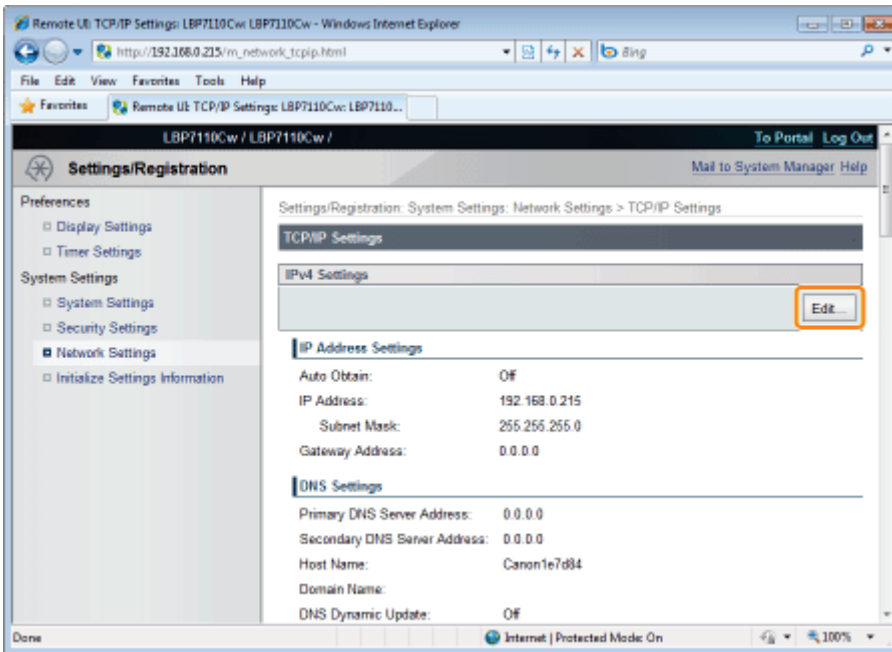 Remote UI: TCP/IP Settings: LBP7110Cw: LBP7110Cw - Windows Internet Explorer
http://192.168.0.215/m_network_tcpip.html
Bing
File Edit View Favorites Tools Help
Favorites
Remote UI: TCP/IP Settings: LBP7110Cw: LBP7110...
LBP7110Cw / LBP7110Cw /
To Portal Log Out
Settings/Registration
Mail to System Manager Help
Preferences
Display Settings
Timer Settings
System Settings
System Settings
Security Settings
Network Settings
Initialize Settings Information
Settings/Registration: System Settings: Network Settings > TCP/IP Settings
TCP/IP Settings
IPv4 Settings
Edit...
IP Address Settings
Auto Obtain: Off
IP Address: 192.168.0.215
Subnet Mask: 255.255.255.0
Gateway Address: 0.0.0.0
DNS Settings
Primary DNS Server Address: 0.0.0.0
Secondary DNS Server Address: 0.0.0.0
Host Name: Canon1e7d84
Domain Name:
DNS Dynamic Update: Off
Done
Internet | Protected Mode: On
100%